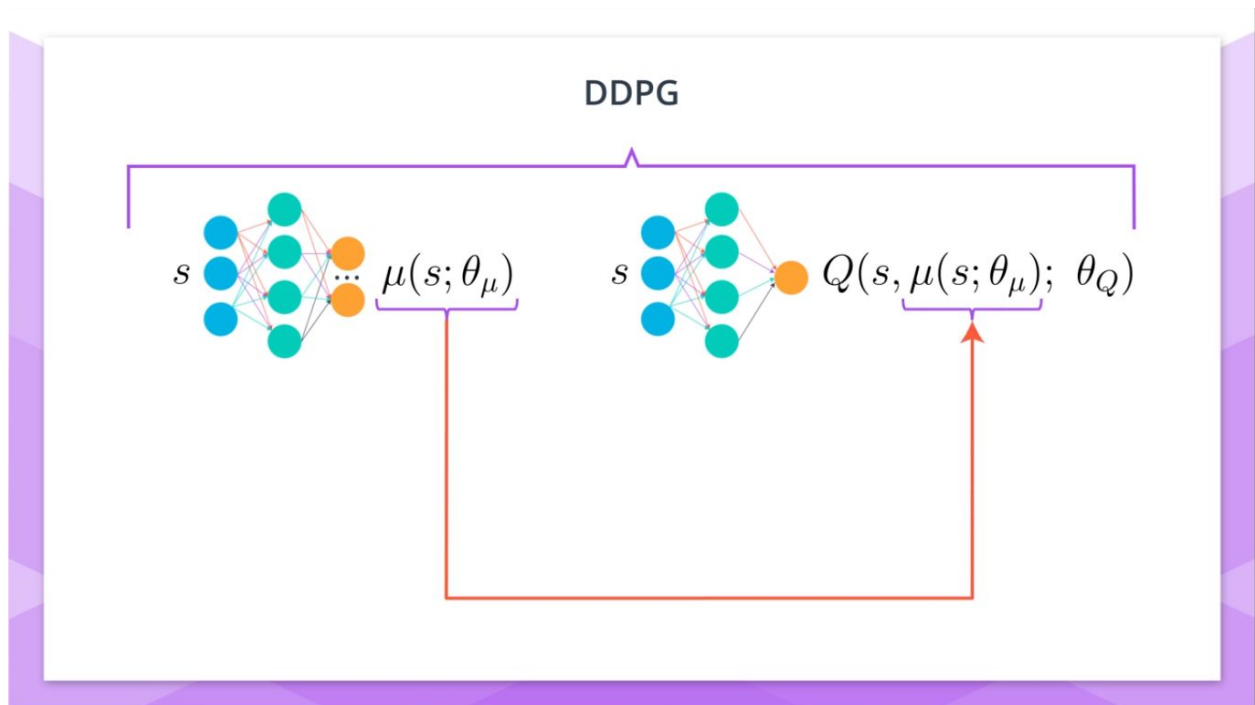 DDPG
s ... μ(s; θ_μ) s Q(s, μ(s; θ_μ); θ_Q)